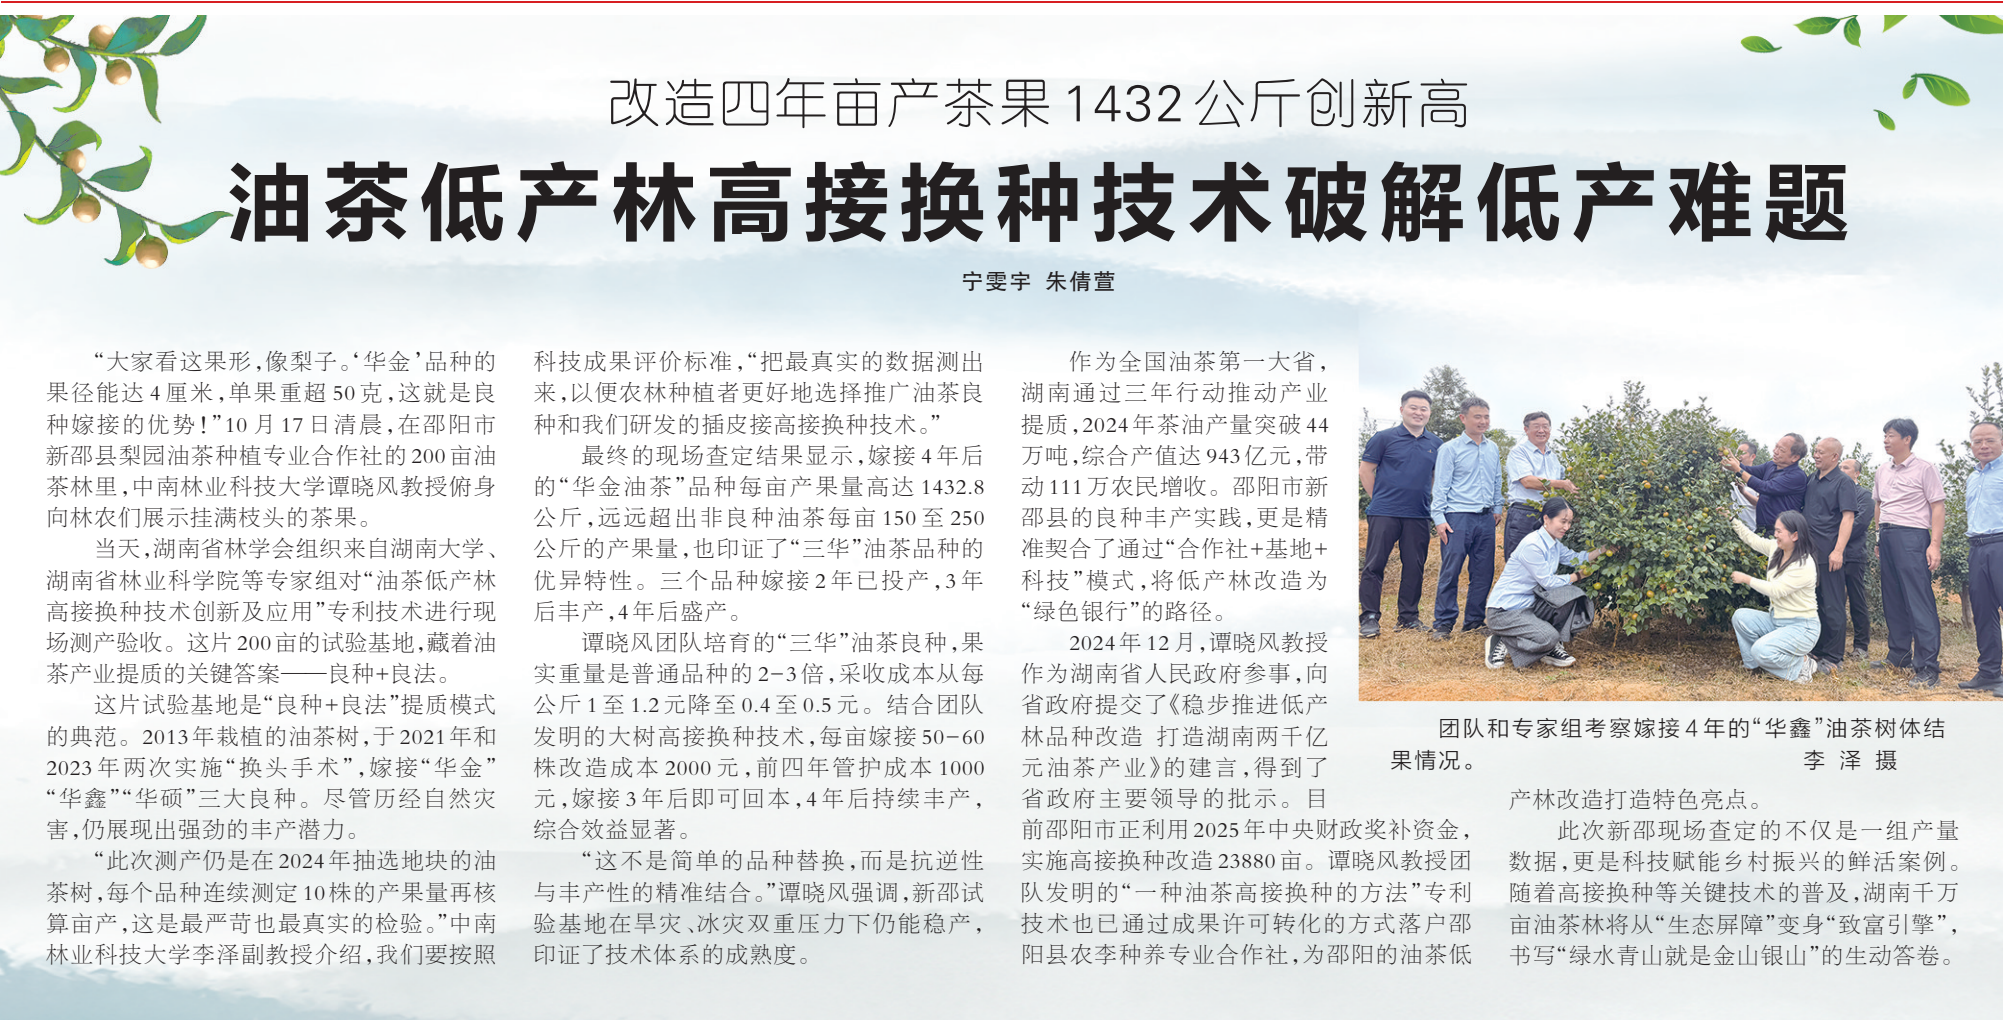 改造四年亩产茶果1432公斤创新高
油茶低产林高接换种技术破解低产难题
宁雯宇 朱倩萱
“大家看这果形,像梨子。‘华金’品种的
果径能达4厘米,单果重超50克,这就是良
种嫁接的优势!”10月17日清晨,在邵阳市
新邵县梨园油茶种植专业合作社的200亩油
茶林里,中南林业科技大学谭晓风教授俯身
向林农们展示挂满枝头的茶果。
当天,湖南省林学会组织来自湖南大学、
湖南省林业科学院等专家组对“油茶低产林
高接换种技术创新及应用”专利技术进行现
场测产验收。这片200亩的试验基地,藏着油
茶产业提质的关键答案——良种+良法。
这片试验基地是“良种+良法”提质模式
的典范。2013年栽植的油茶树,于2021年和
2023年两次实施“换头手术”,嫁接“华金”
“华鑫”“华硕”三大良种。尽管历经自然灾
害,仍展现出强劲的丰产潜力。
“此次测产仍是在2024年抽选地块的油
茶树,每个品种连续测定10株的产果量再核
算亩产,这是最严苛也最真实的检验。”中南
林业科技大学李泽副教授介绍,我们要按照
科技成果评价标准,“把最真实的数据测出
来,以便农林种植者更好地选择推广油茶良
种和我们研发的插皮接高接换种技术。”
最终的现场查定结果显示,嫁接4年后
的“华金油茶”品种每亩产果量高达1432.8
公斤,远远超出非良种油茶每亩150至250
公斤的产果量,也印证了“三华”油茶品种的
优异特性。三个品种嫁接2年已投产,3年
后丰产,4年后盛产。
谭晓风团队培育的“三华”油茶良种,果
实重量是普通品种的2-3倍,采收成本从每
公斤1至1.2元降至0.4至0.5元。结合团队
发明的大树高接换种技术,每亩嫁接50-60
株改造成本2000元,前四年管护成本1000
元,嫁接3年后即可回本,4年后持续丰产,
综合效益显著。
“这不是简单的品种替换,而是抗逆性
与丰产性的精准结合。”谭晓风强调,新邵试
验基地在旱灾、冰灾双重压力下仍能稳产,
印证了技术体系的成熟度。
作为全国油茶第一大省,
湖南通过三年行动推动产业
提质,2024年茶油产量突破44
万吨,综合产值达943亿元,带
动111万农民增收。邵阳市新
邵县的良种丰产实践,更是精
准契合了通过“合作社+基地+
科技”模式,将低产林改造为
“绿色银行”的路径。
2024年12月,谭晓风教授
作为湖南省人民政府参事,向
省政府提交了《稳步推进低产
林品种改造 打造湖南两千亿
元油茶产业》的建言,得到了
省政府主要领导的批示。目
前邵阳市正利用2025年中央财政奖补资金,
实施高接换种改造23880亩。谭晓风教授团
队发明的“一种油茶高接换种的方法”专利
技术也已通过成果许可转化的方式落户邵
阳县农李种养专业合作社,为邵阳的油茶低
团队和专家组考察嫁接4年的“华鑫”油茶树体结
果情况。 李 泽 摄
产林改造打造特色亮点。
此次新邵现场查定的不仅是一组产量
数据,更是科技赋能乡村振兴的鲜活案例。
随着高接换种等关键技术的普及,湖南千万
亩油茶林将从“生态屏障”变身“致富引擎”,
书写“绿水青山就是金山银山”的生动答卷。